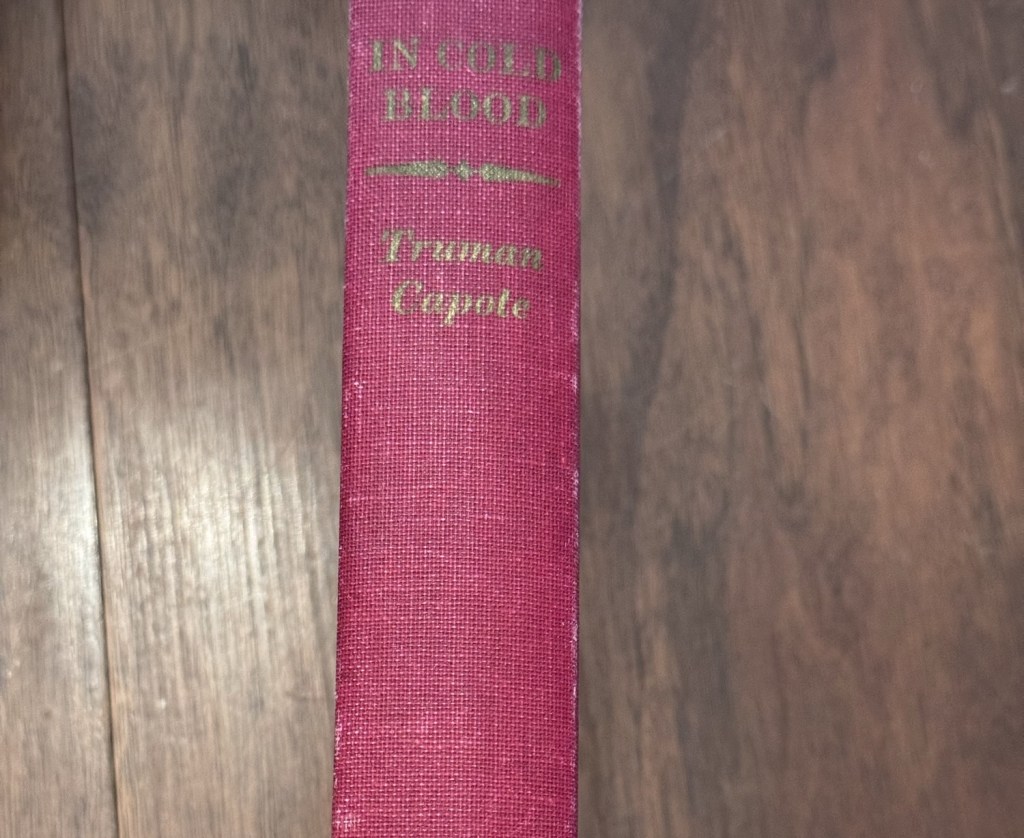 IN COLD
BLOOD
Truman
Capote